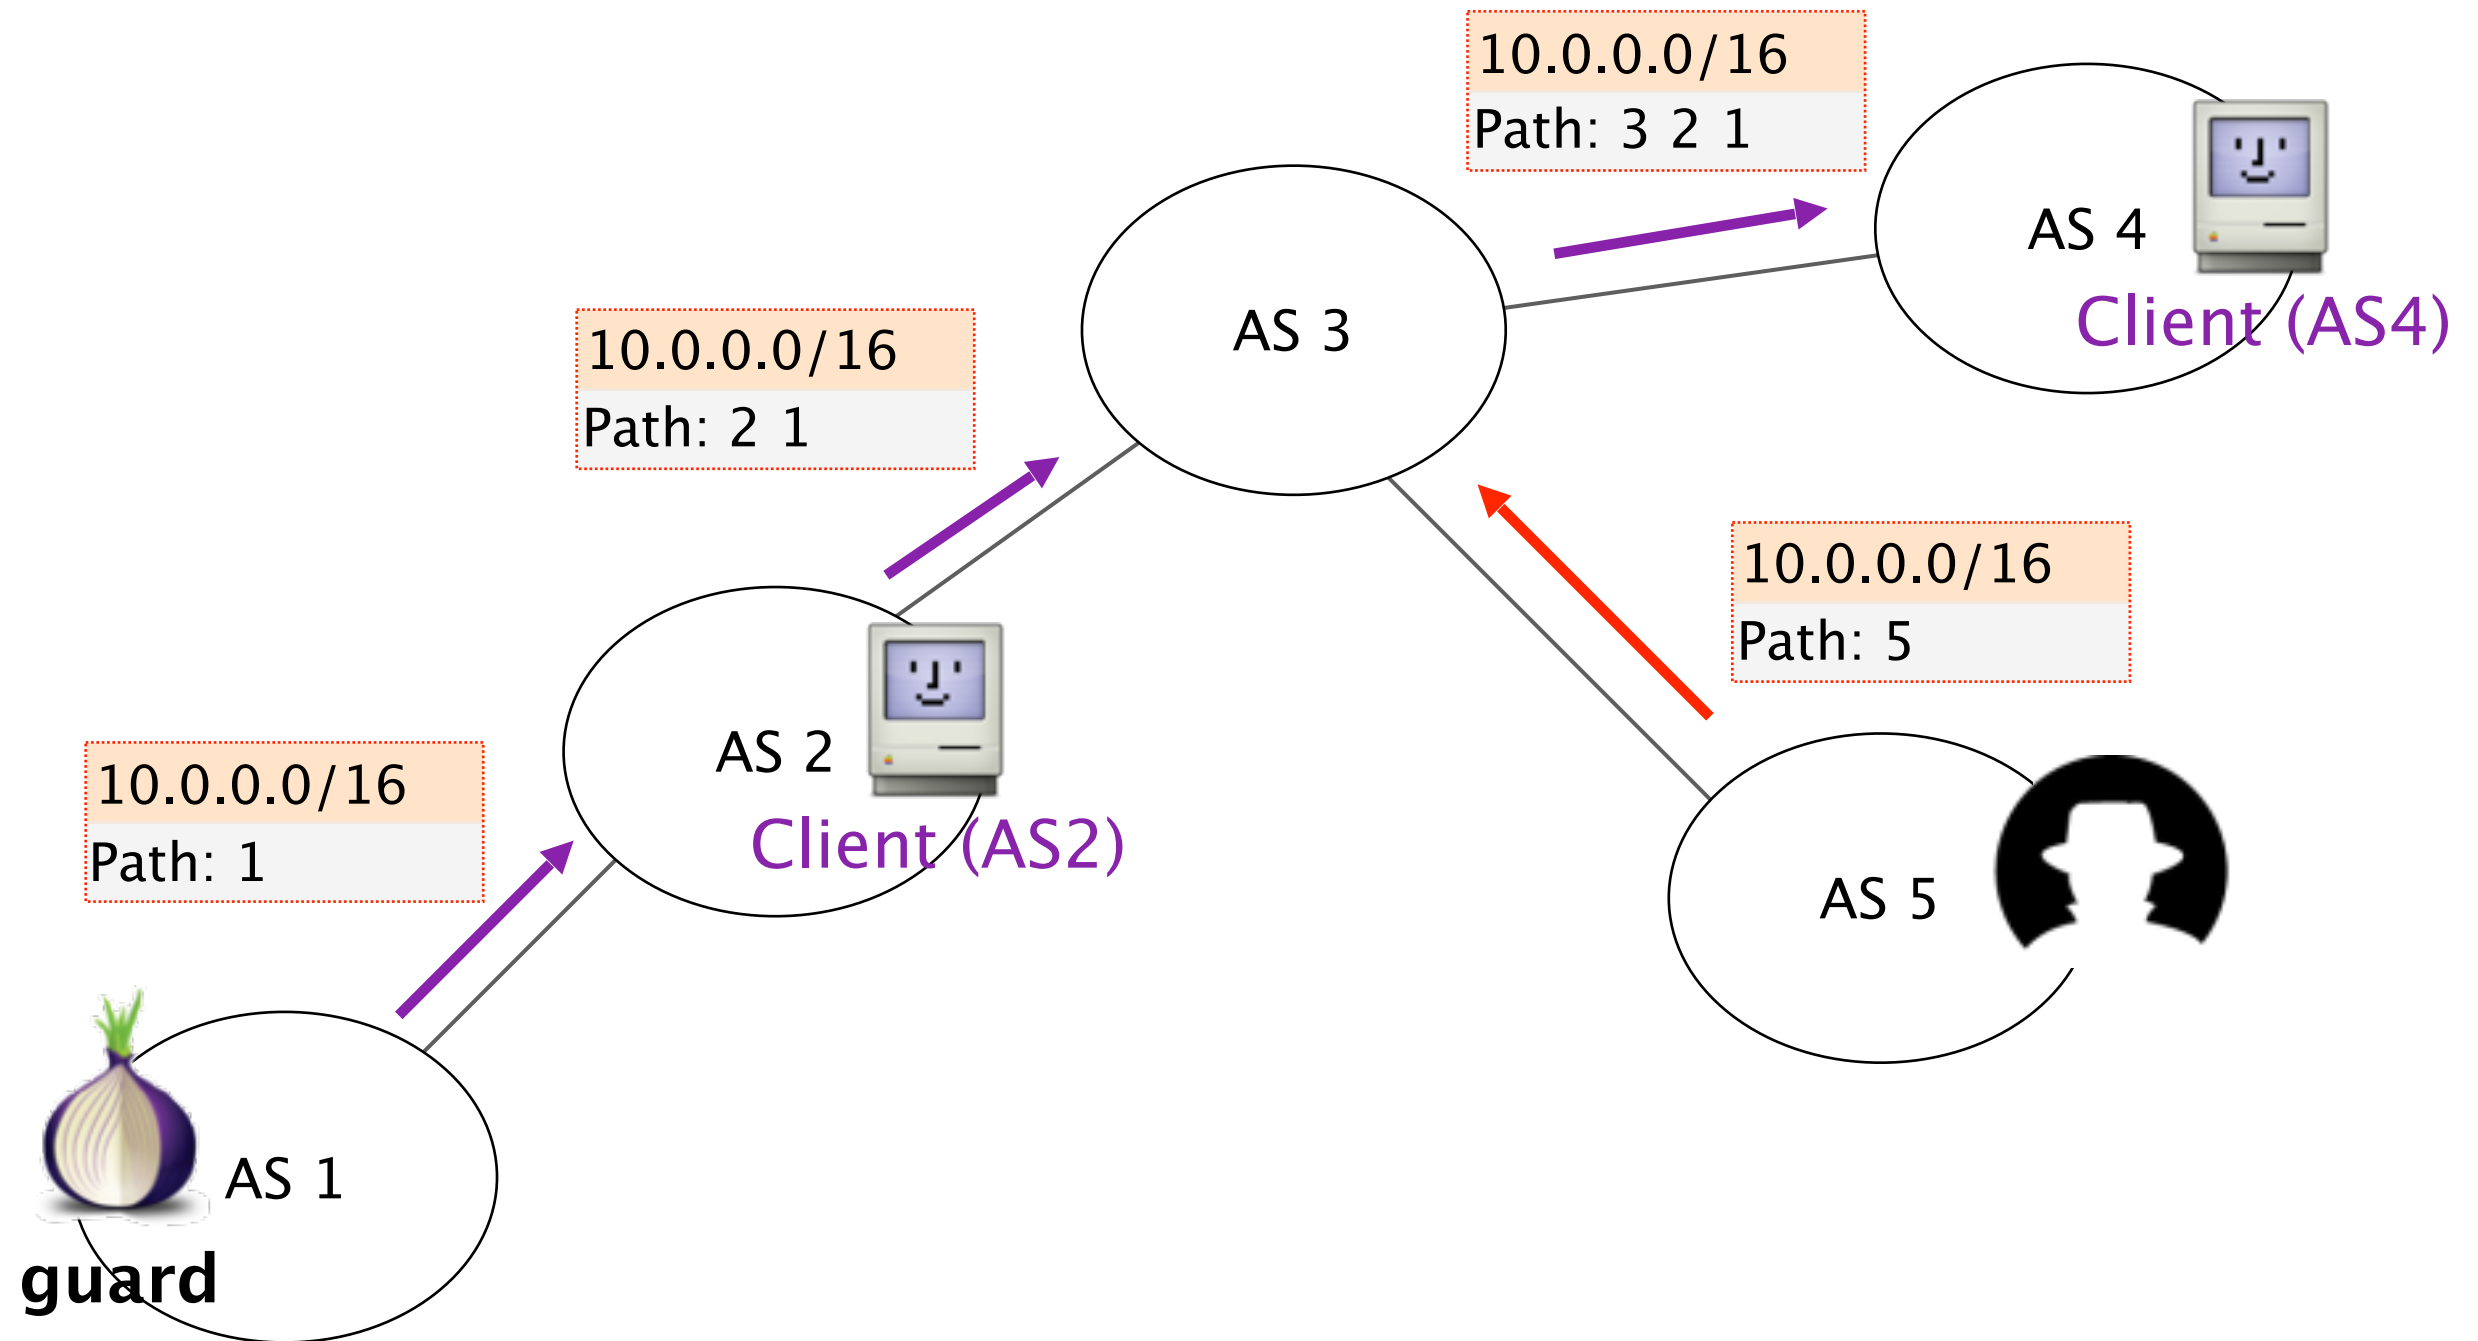 10.0.0.0/16
Path: 3 2 1
AS 4
Client (AS4)
AS 3
10.0.0.0/16
Path: 2 1
10.0.0.0/16
Path: 5
AS 2
Client (AS2)
10.0.0.0/16
Path: 1
AS 5
AS 1
guard